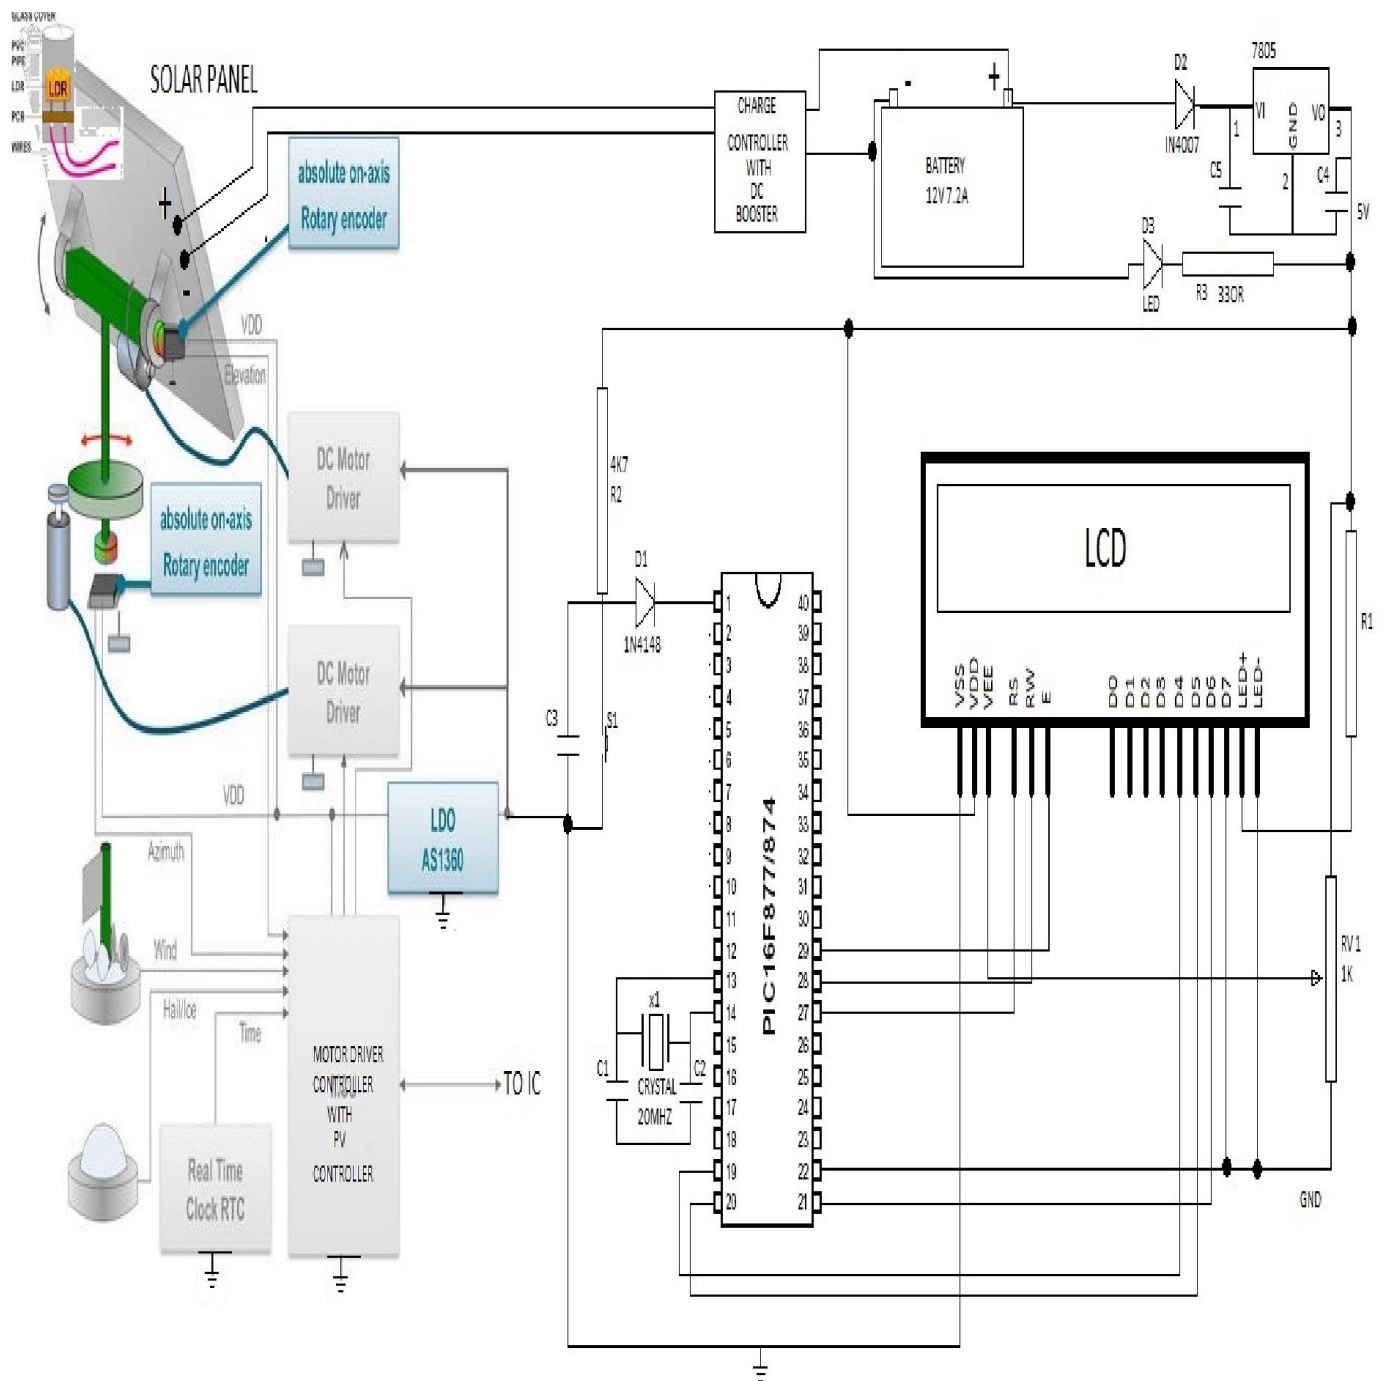 GLASS COVER
PVC
PIPE
LDR
PCB
WIRES
LDR
SOLAR PANEL
+
-
absolute on-axis
Rotary encoder
VDD
Elevation
CHARGE
CONTROLLER
WITH
DC
BOOSTER
-
+
BATTERY
12V 7.2A
D2
IN4007
7805
VI
GND
VO
1
2
3
C5
C4
5V
D3
LED
R3 330R
DC Motor
Driver
absolute on-axis
Rotary encoder
DC Motor
Driver
VDD
LDO
AS1360
Azimuth
Wind
Hail/Ice
Time
Real Time
Clock RTC
MOTOR DRIVER
CONTROLLER
WITH
PV
CONTROLLER
TO IC
4K7
R2
D1
1N4148
C3
S1
x1
C1
C2
CRYSTAL
20MHZ
PIC16F877/874
1
2
3
4
5
6
7
8
9
10
11
12
13
14
15
16
17
18
19
20
40
39
38
37
36
35
34
33
32
31
30
29
28
27
26
25
24
23
22
21
LCD
VSS
VDD
VEE
RS
RW
E
D0
D1
D2
D3
D4
D5
D6
D7
LED+
LED-
R1
RV 1
1K
GND